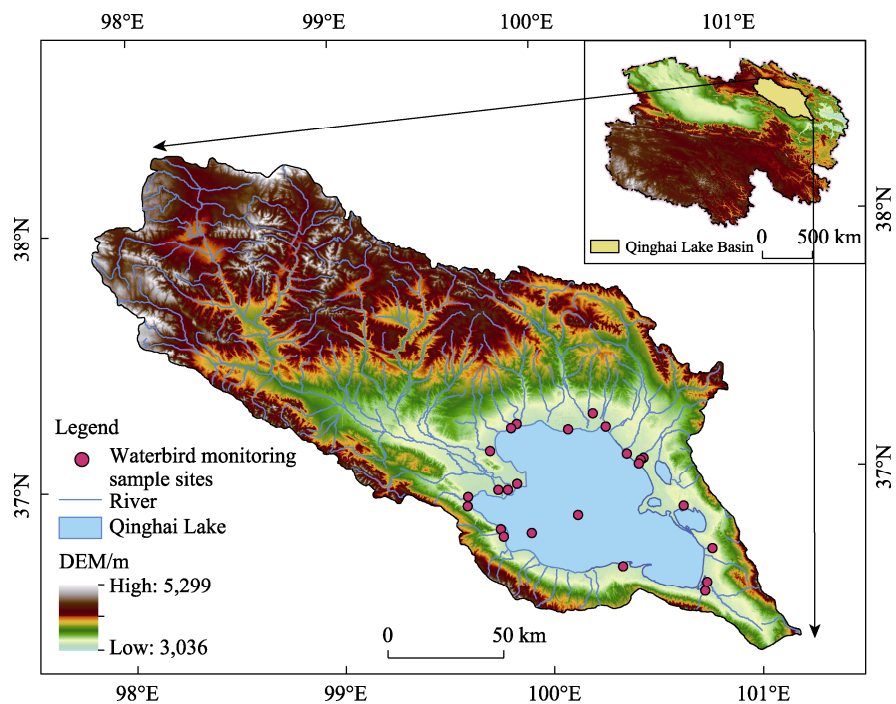 98°E 99°E 100°E 101°E
38°N
38°N
Qinghai Lake Basin
0 500 km
37°N
37°N
Legend
Waterbird monitoring
sample sites
River
Qinghai Lake
DEM/m
High: 5,299
Low: 3,036
0 50 km
98°E 99°E 100°E 101°E